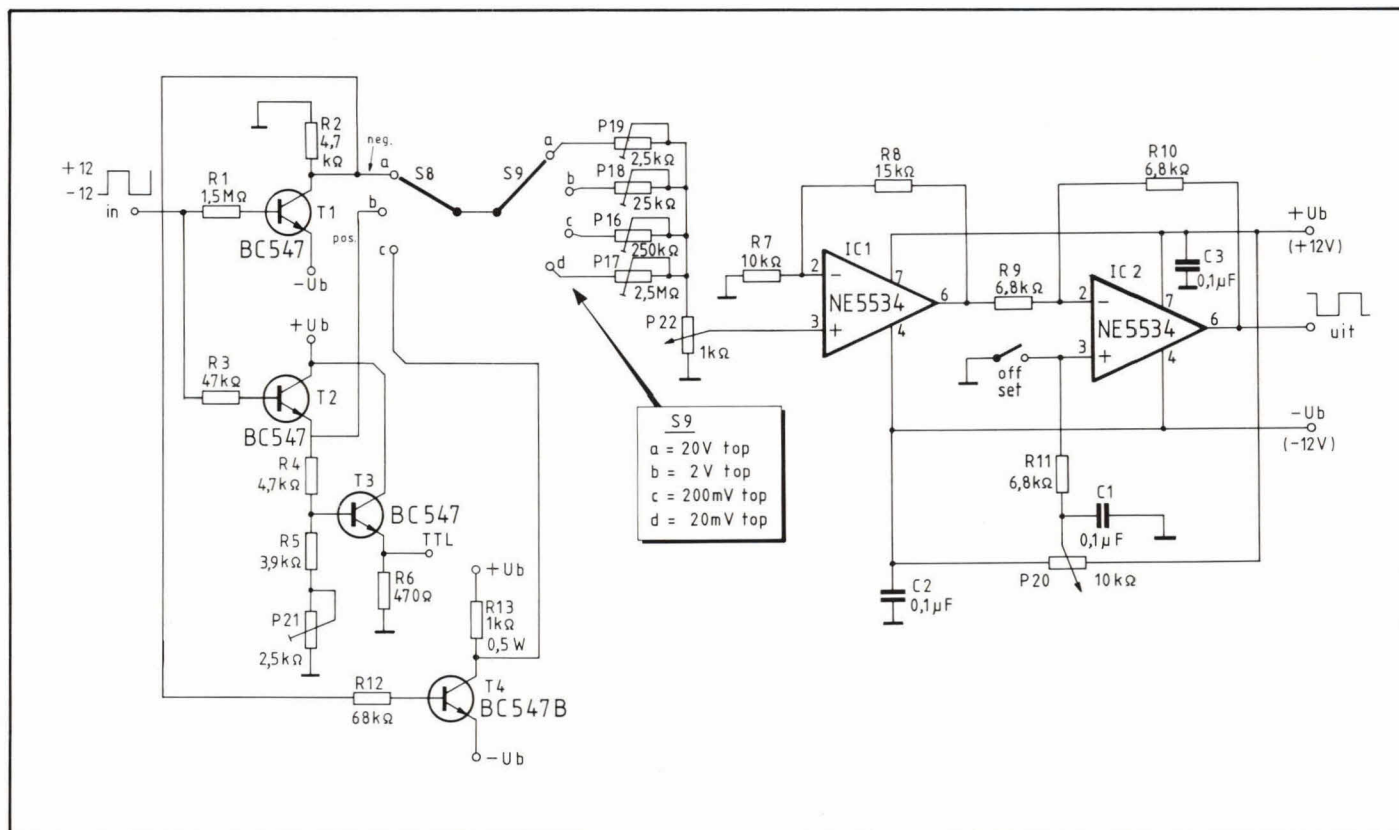 +12
-12
in
R1
1,5MΩ
R2
4,7
kΩ
neg.
a
S8
b
pos.
c
T1
BC547
-Ub
+Ub
R3
47kΩ
T2
BC547
R4
4,7kΩ
T3
BC547
TTL
R5
3,9kΩ
R6
470Ω
P21
2,5kΩ
+Ub
R13
1kΩ
0,5W
R12
68kΩ
T4
BC547B
-Ub
S9
a
b
c
d
P19
2,5kΩ
P18
25kΩ
P16
250kΩ
P17
2,5MΩ
P22
1kΩ
S9
a = 20V top
b = 2V top
c = 200mV top
d = 20mV top
R7
10kΩ
R8
15kΩ
IC1
2
-
NE5534
3
+
7
6
4
R9
6,8kΩ
R10
6,8kΩ
IC2
2
-
NE5534
3
+
7
6
4
C3
0,1µF
+Ub
(+12V)
uit
-Ub
(-12V)
off
set
R11
6,8kΩ
C1
0,1µF
P20
10kΩ
C2
0,1µF